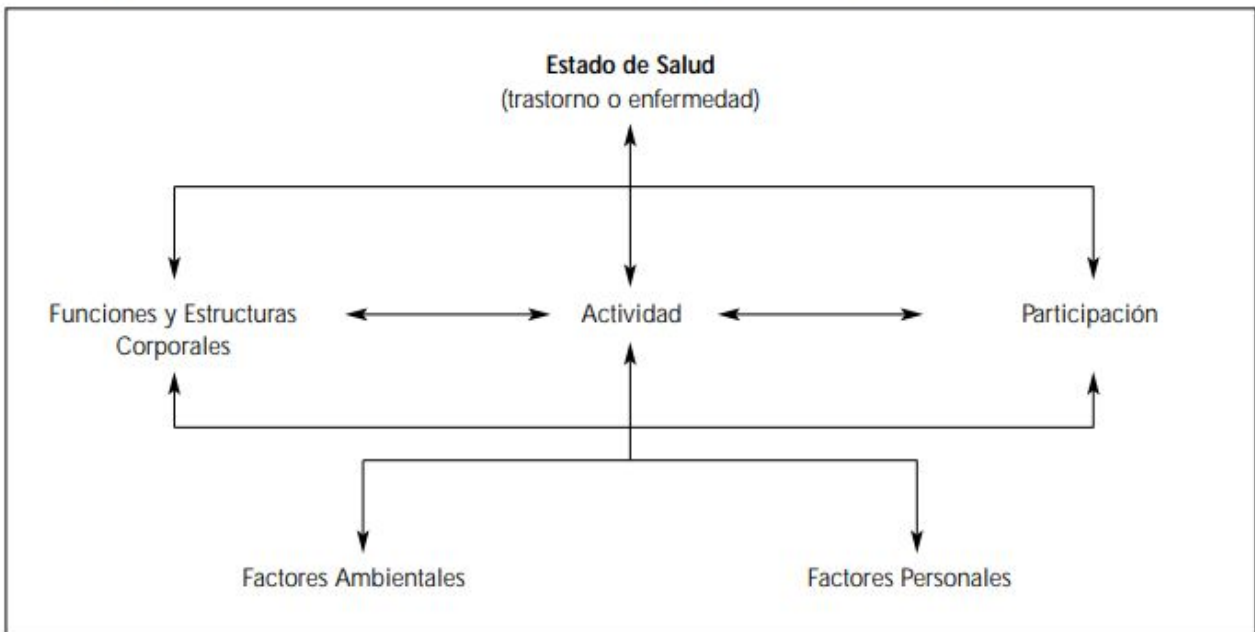 Estado de Salud
(trastorno o enfermedad)
Funciones y Estructuras
Corporales
Actividad
Participación
Factores Ambientales
Factores Personales